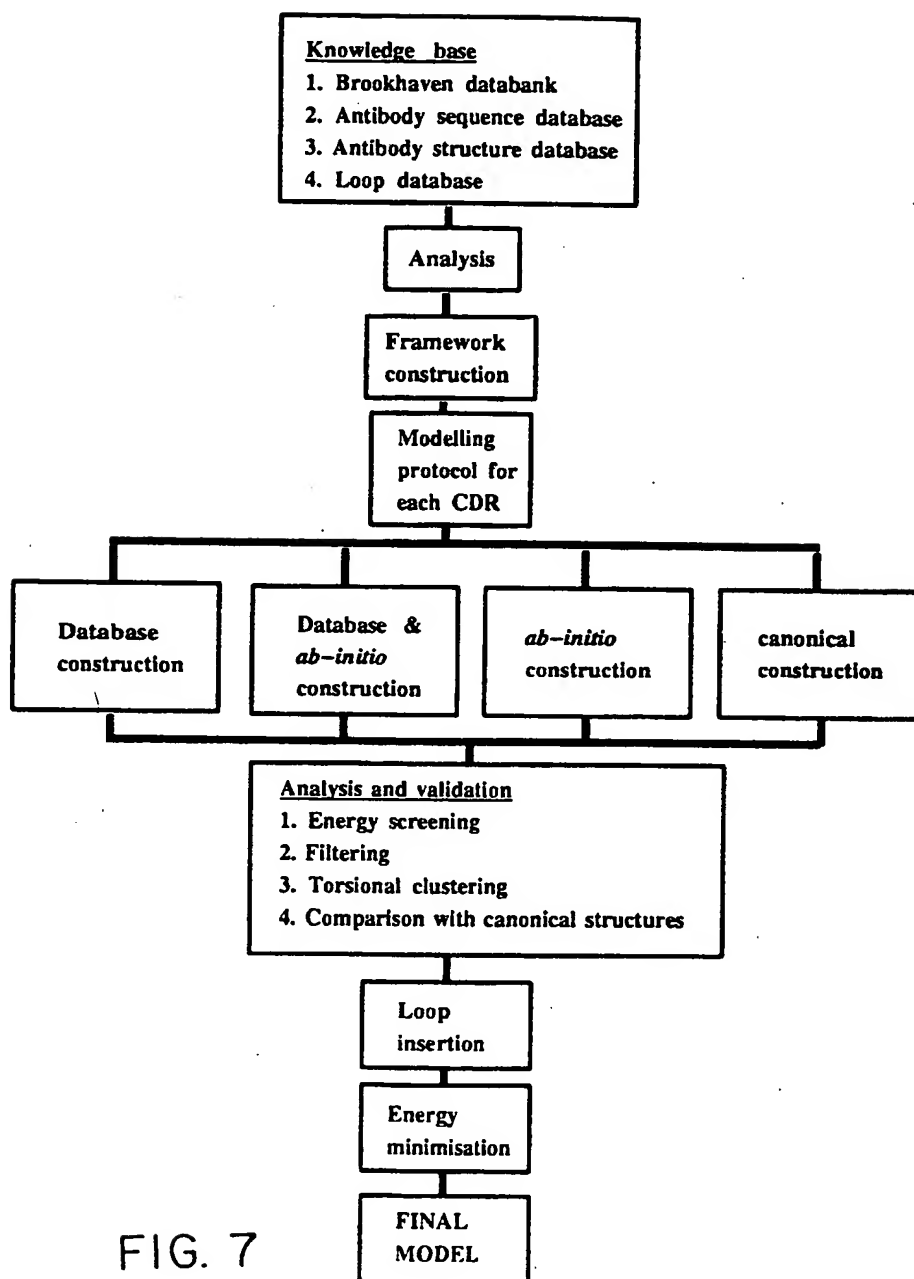 Knowledge base
1. Brookhaven databank
2. Antibody sequence database
3. Antibody structure database
4. Loop database
Analysis
Framework
construction
Modelling
protocol for
each CDR
Database
construction
Database &
ab-initio
construction
ab-initio
construction
canonical
construction
Analysis and validation
1. Energy screening
2. Filtering
3. Torsional clustering
4. Comparison with canonical structures
Loop
insertion
Energy
minimisation
FINAL
MODEL
FIG. 7